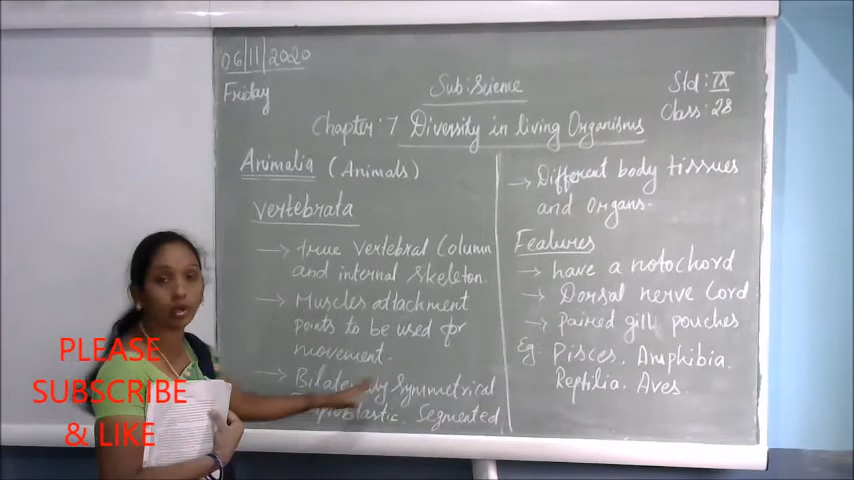 06/11/2020
Friday
Sub: Science
Std: IX
Class: 28
Chapter: 7 Diversity in living Organisms
Animalia (Animals)
Vertebrata
→ True Vertebral Column
and internal Skeleton.
→ Muscles attachment
points to be used for
movement.
→ Symmetrical
Segmented
→ Different body tissues
and Organs.
Features
→ have a notochord
→ Dorsal nerve Cord
→ paired gill pouches
Eg: Pisces, Amphibia.
Reptilia. Aves.
PLEASE
SUBSCRIBE
& LIKE